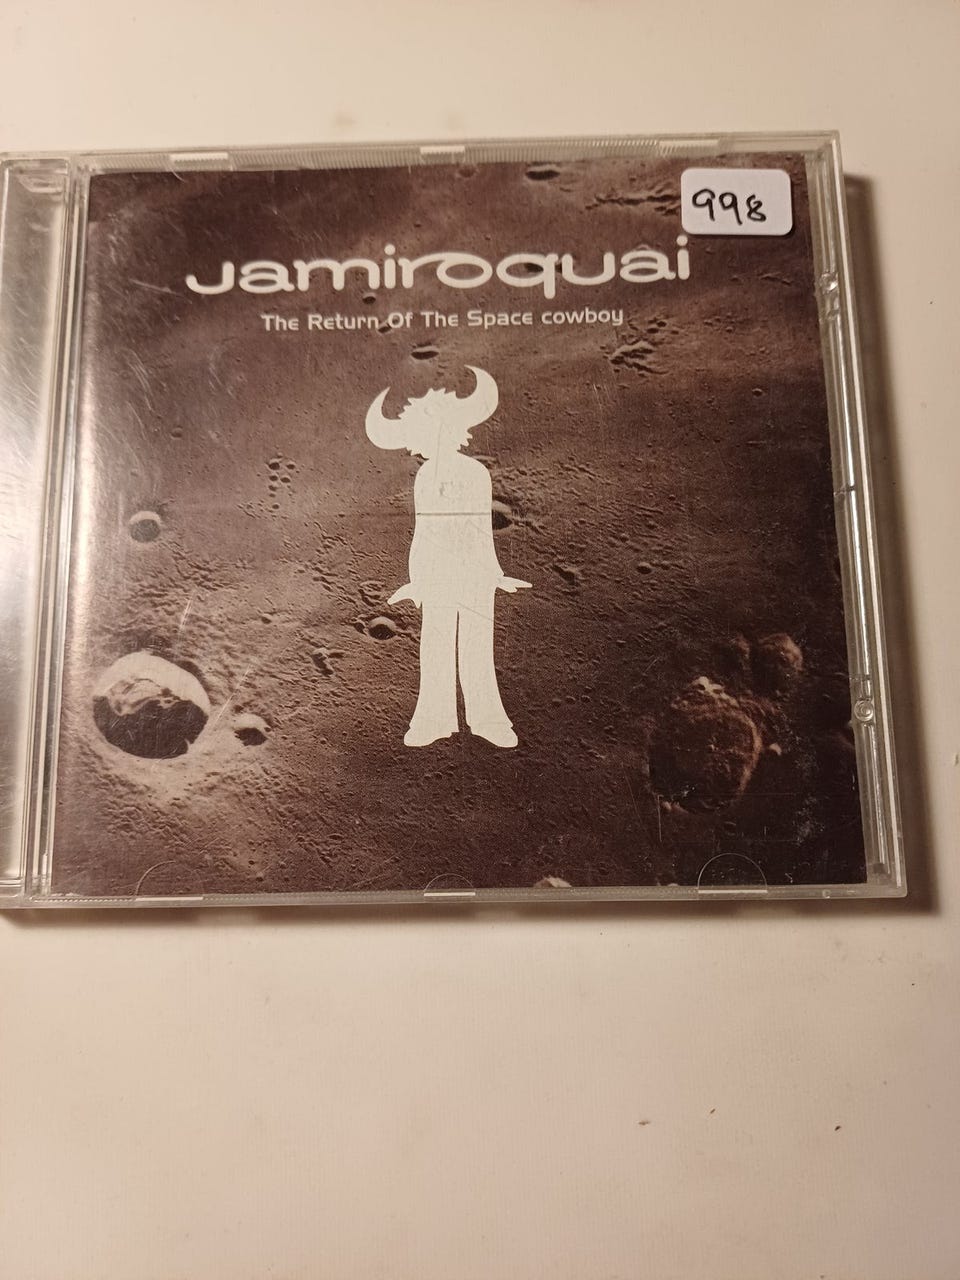 998
Jamiroquai
The Return Of The Space cowboy